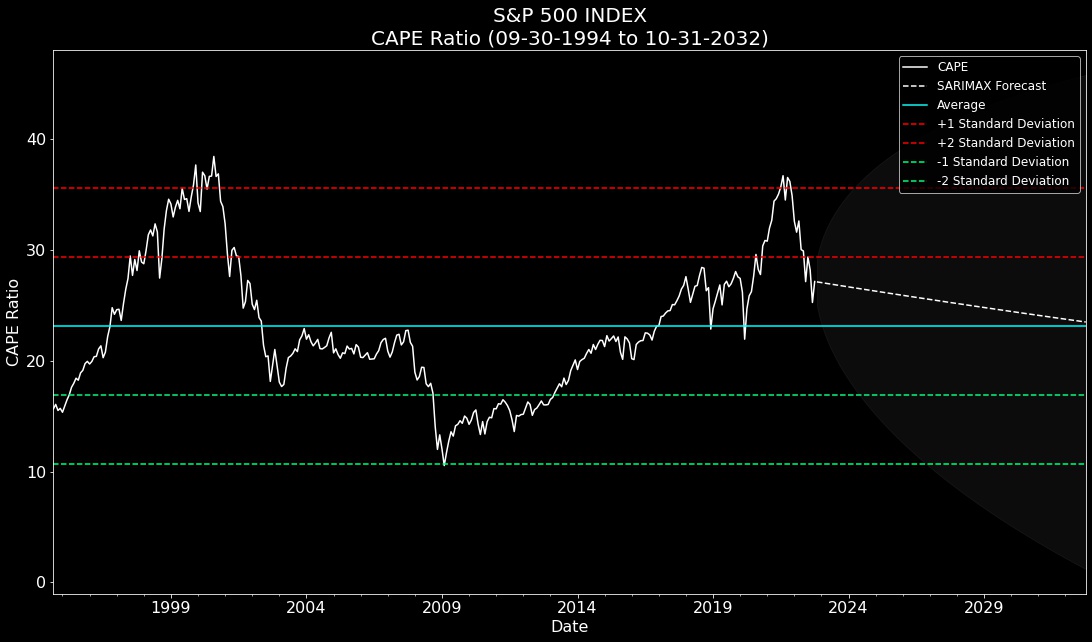 S&P 500 INDEX
CAPE Ratio (09-30-1994 to 10-31-2032)
CAPE
SARIMAX Forecast
Average
+1 Standard Deviation
+2 Standard Deviation
-1 Standard Deviation
-2 Standard Deviation
CAPE Ratio
40
30
20
10
0
1999
2004
2009
2014
2019
2024
2029
Date